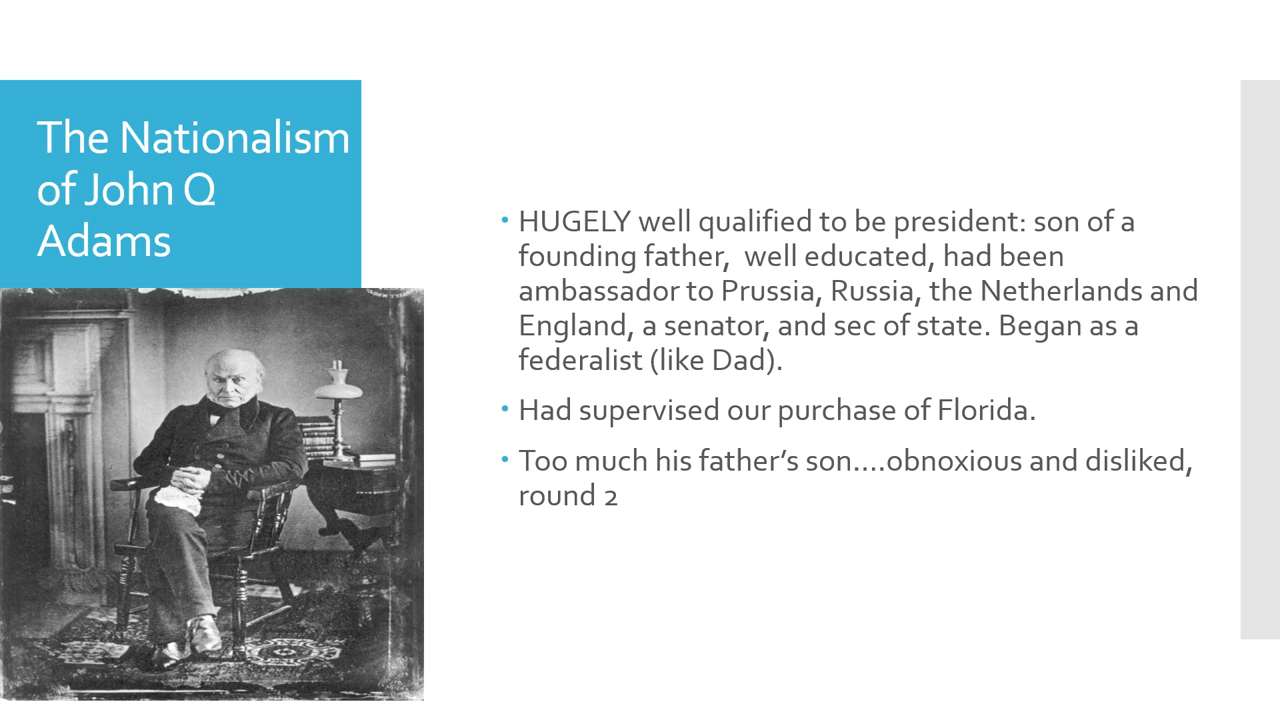 The Nationalism
of John Q
Adams
• HUGELY well qualified to be president: son of a
founding father,  well educated, had been
ambassador to Prussia, Russia, the Netherlands and
England, a senator, and sec of state. Began as a
federalist (like Dad).
• Had supervised our purchase of Florida.
• Too much his father’s son….obnoxious and disliked,
round 2